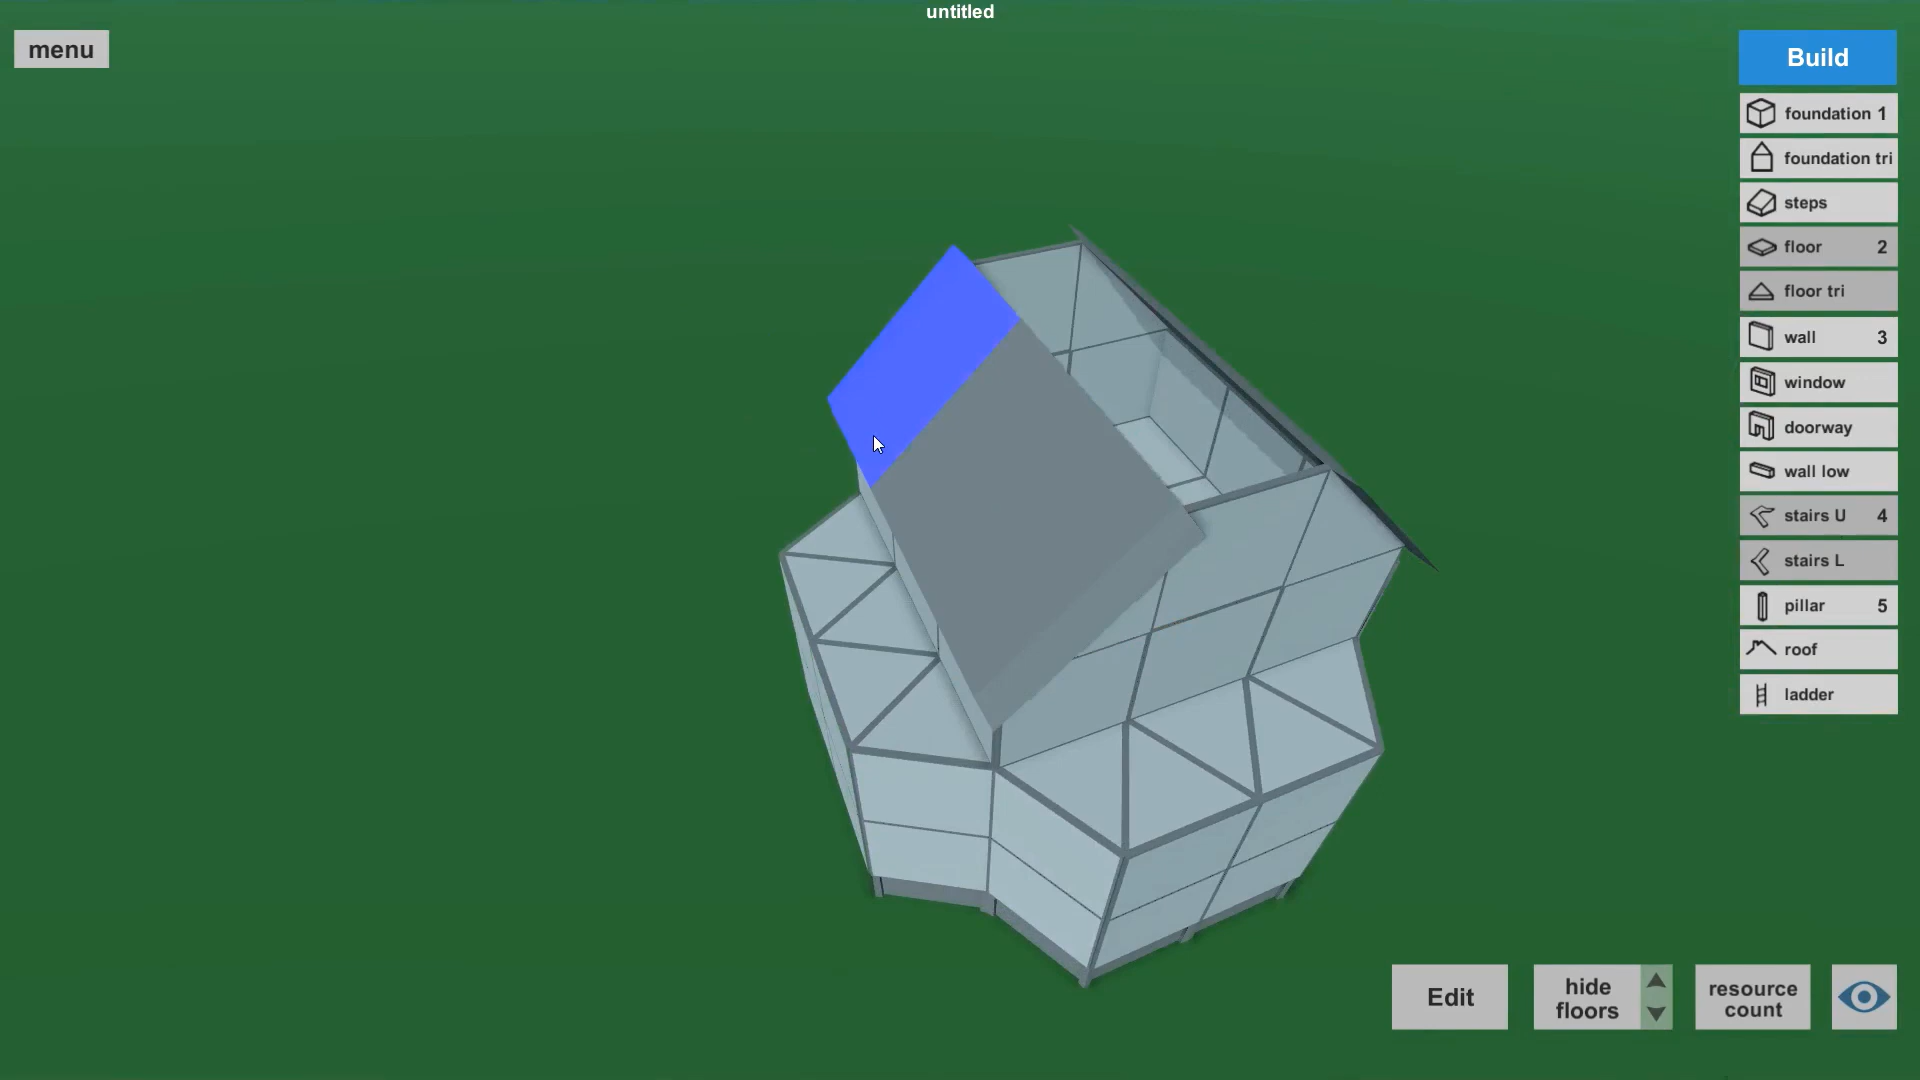 untitled
menu
Build
foundation 1
foundation tri
steps
floor 2
floor tri
wall 3
window
doorway
wall low
stairs U 4
stairs L
pillar 5
roof
ladder
Edit
hide
floors
resource
count